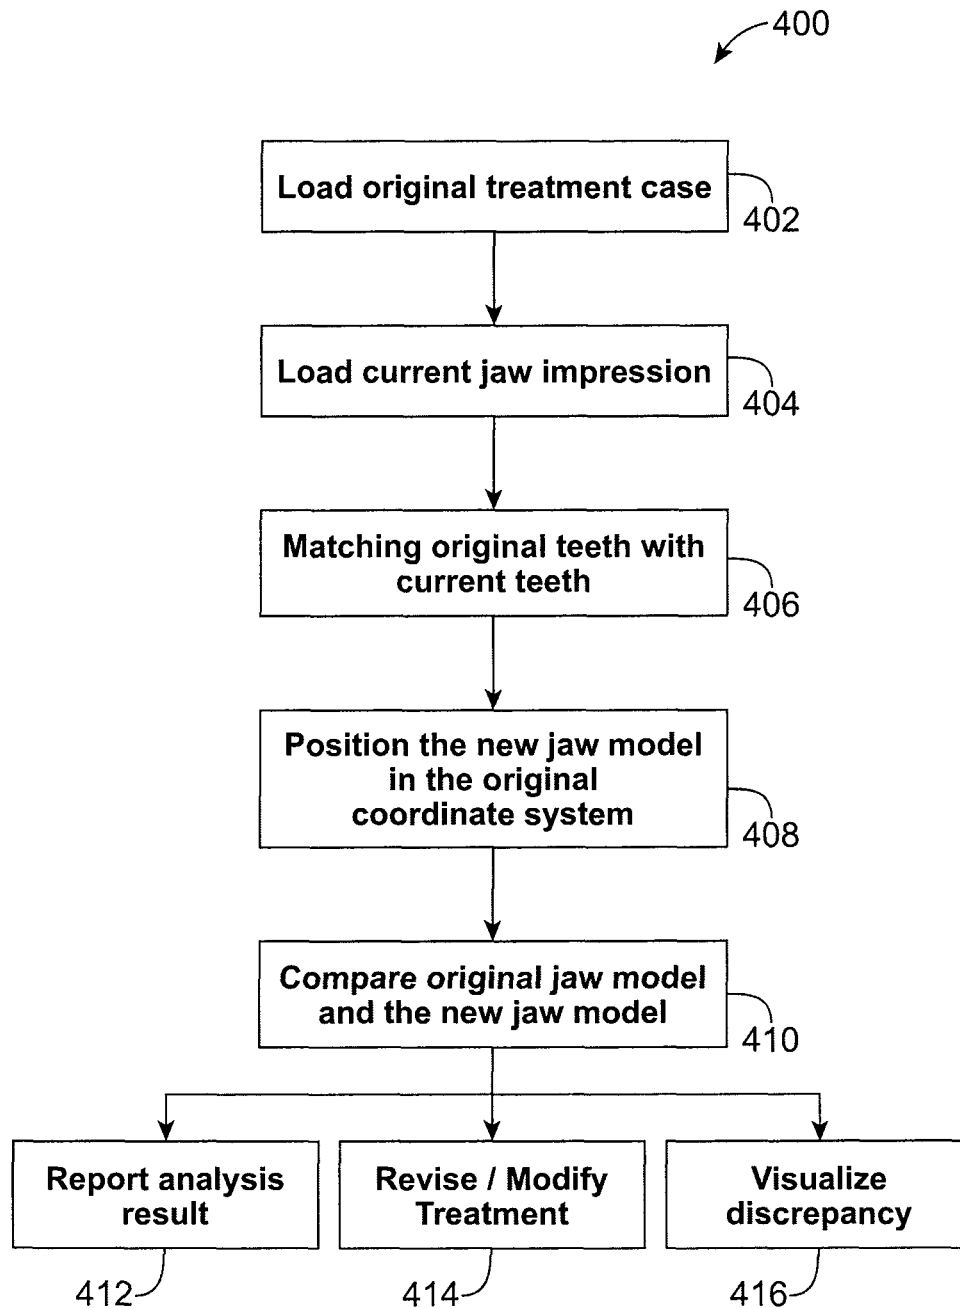 400
Load original treatment case
402
Load current jaw impression
404
Matching original teeth with
current teeth
406
Position the new jaw model
in the original
coordinate system
408
Compare original jaw model
and the new jaw model
410
Report analysis
result
412
Revise / Modify
Treatment
414
Visualize
discrepancy
416